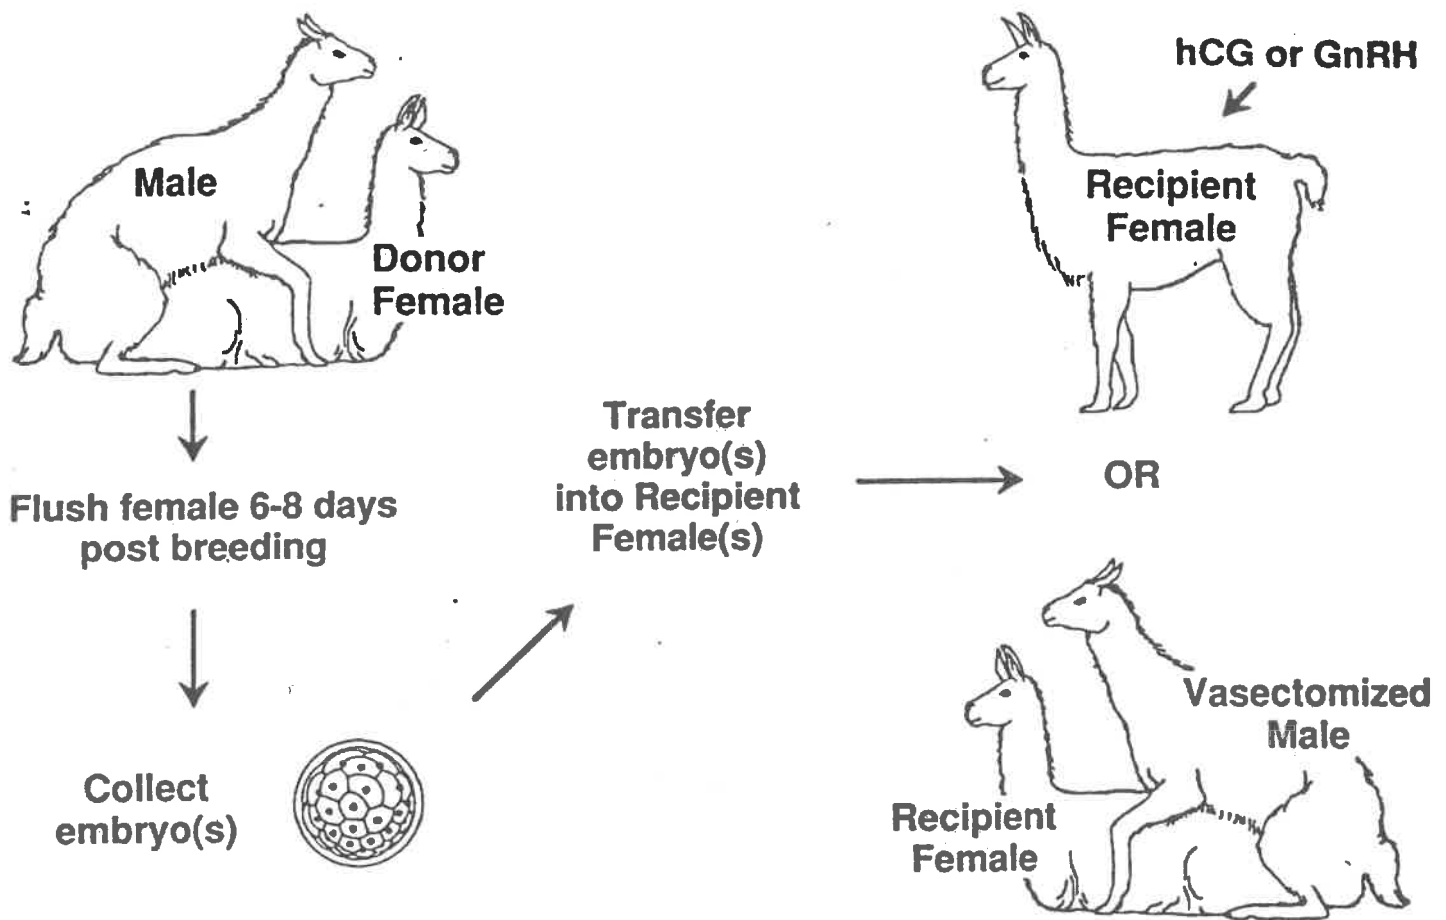 Male
Donor
Female
Flush female 6-8 days
post breeding
Collect
embryo(s)
Transfer
embryo(s)
into Recipient
Female(s)
hCG or GnRH
Recipient
Female
OR
Vasectomized
Male
Recipient
Female